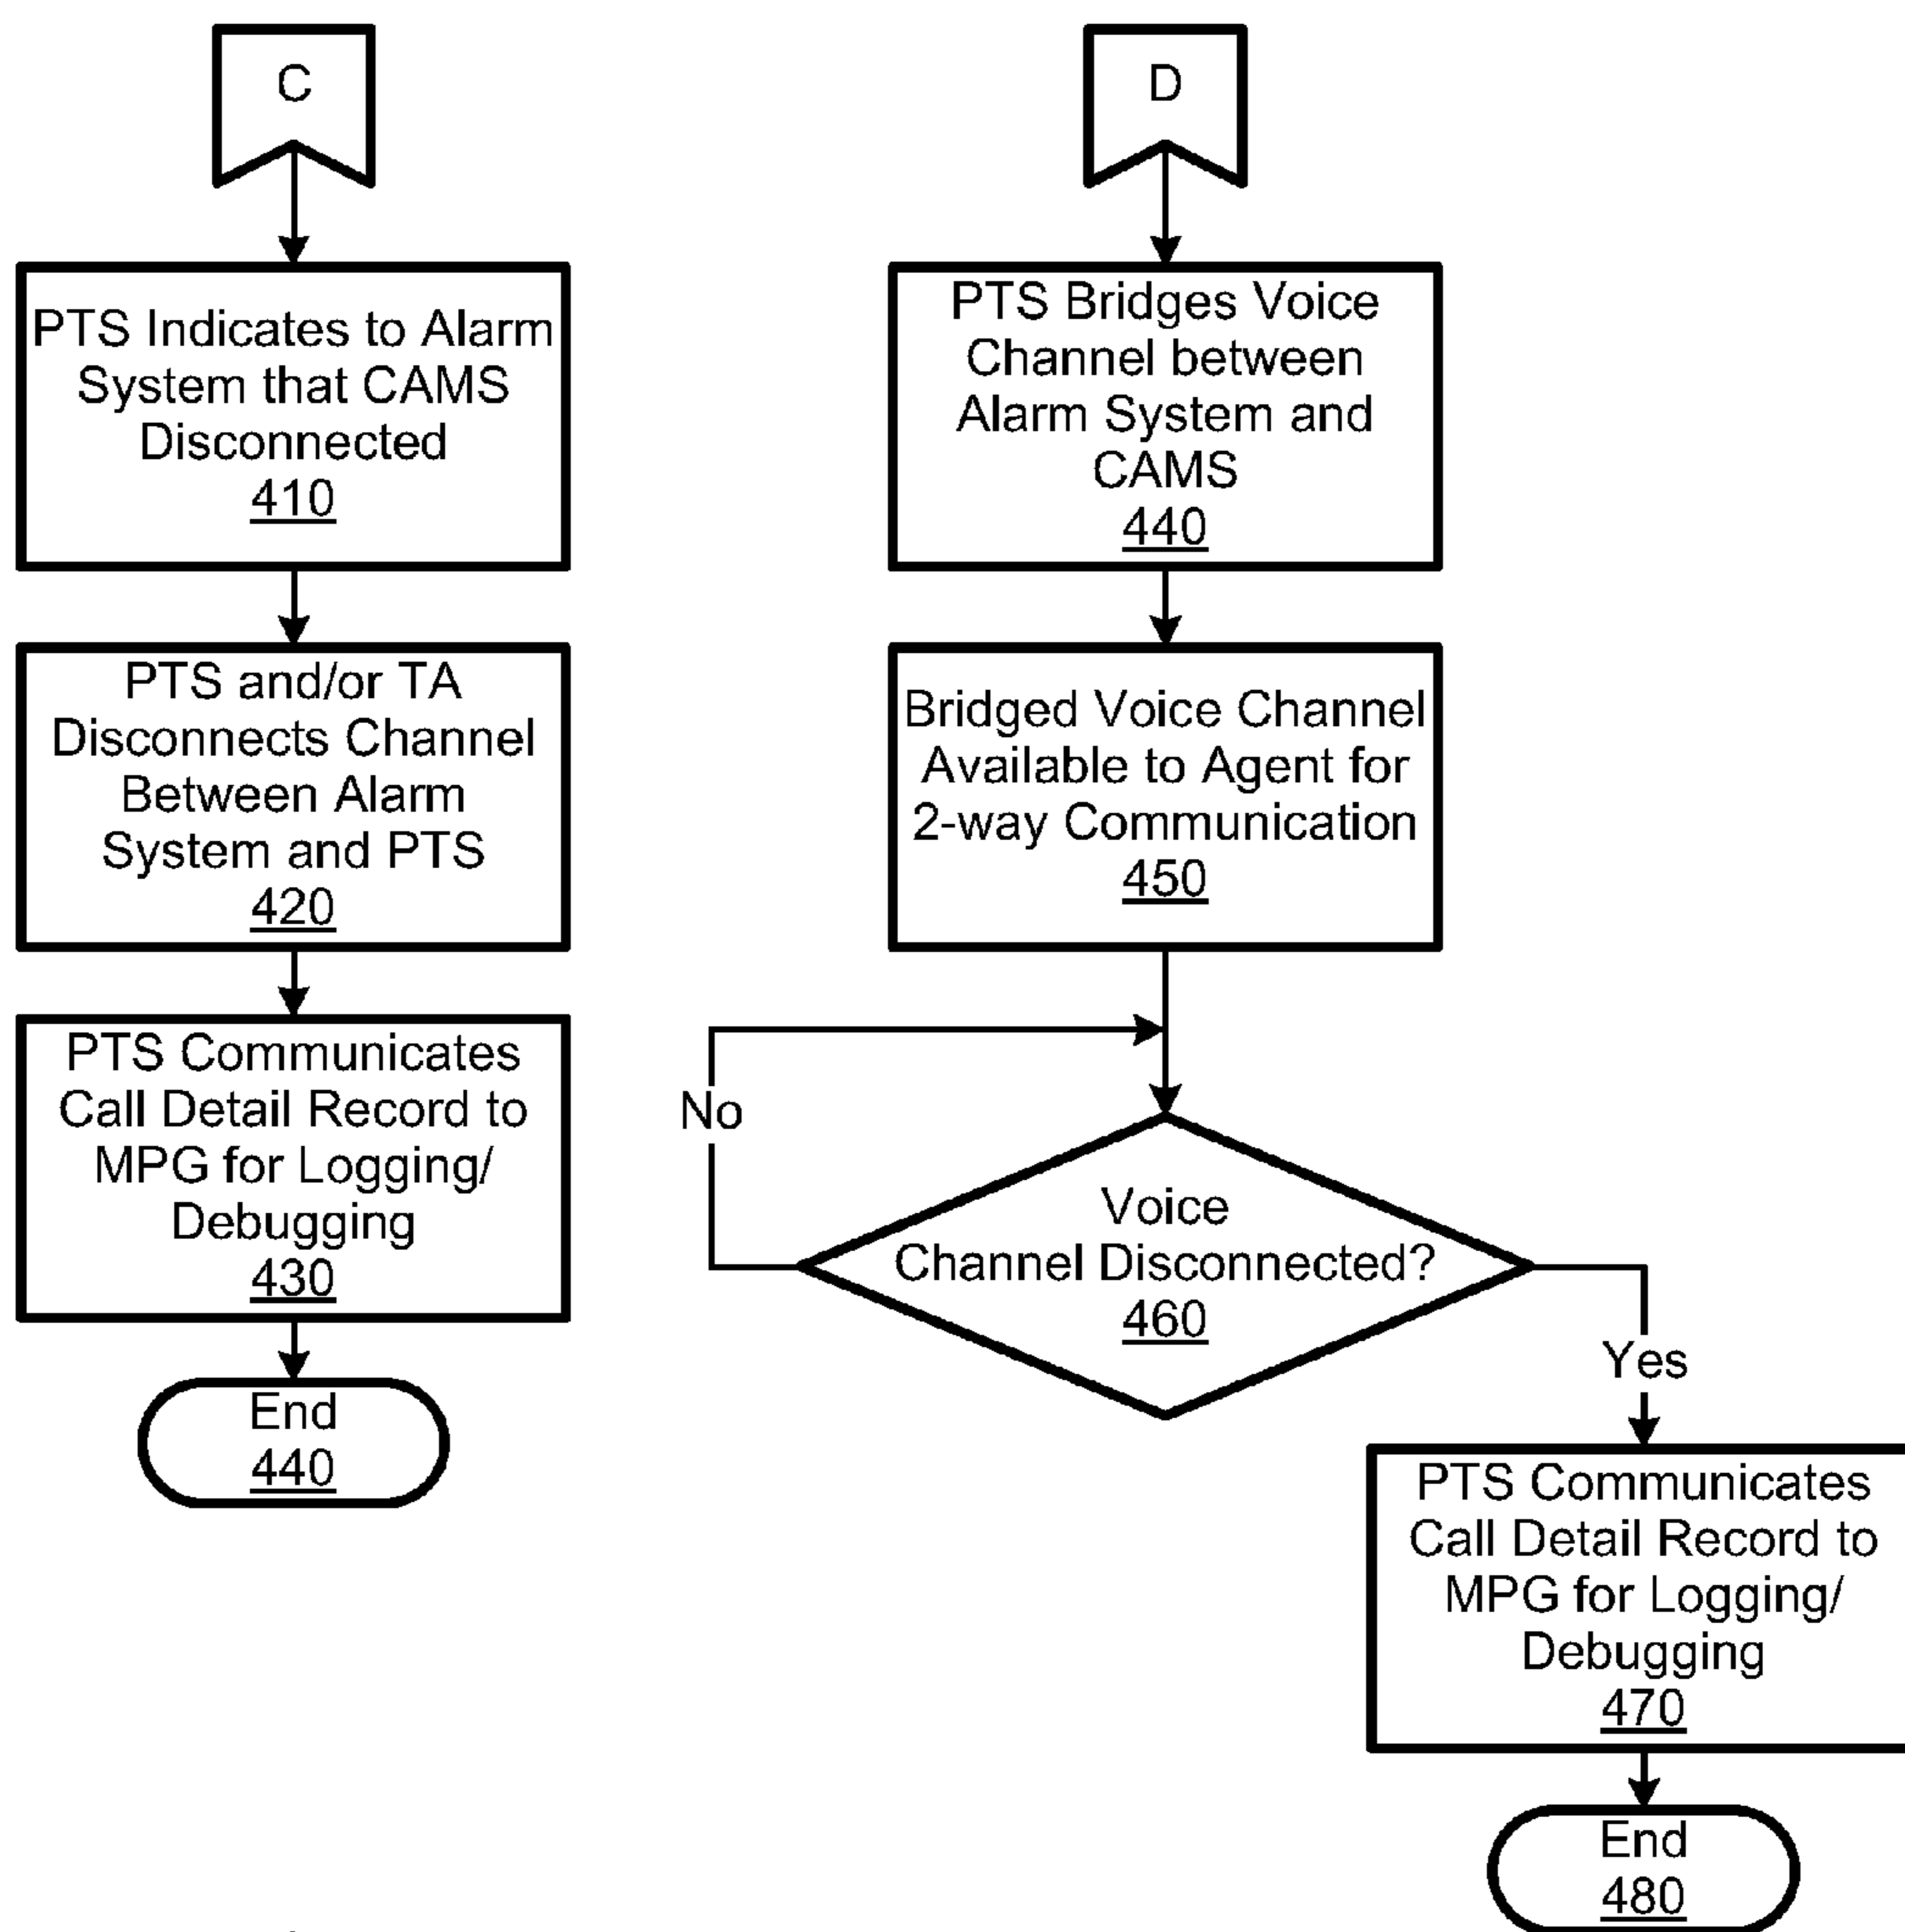 C
PTS Indicates to Alarm
System that CAMS
Disconnected
410
PTS and/or TA
Disconnects Channel
Between Alarm
System and PTS
420
PTS Communicates
Call Detail Record to
MPG for Logging/
Debugging
430
End
440
D
PTS Bridges Voice
Channel between
Alarm System and
CAMS
440
Bridged Voice Channel
Available to Agent for
2-way Communication
450
No
Voice
Channel Disconnected?
460
Yes
PTS Communicates
Call Detail Record to
MPG for Logging/
Debugging
470
End
480